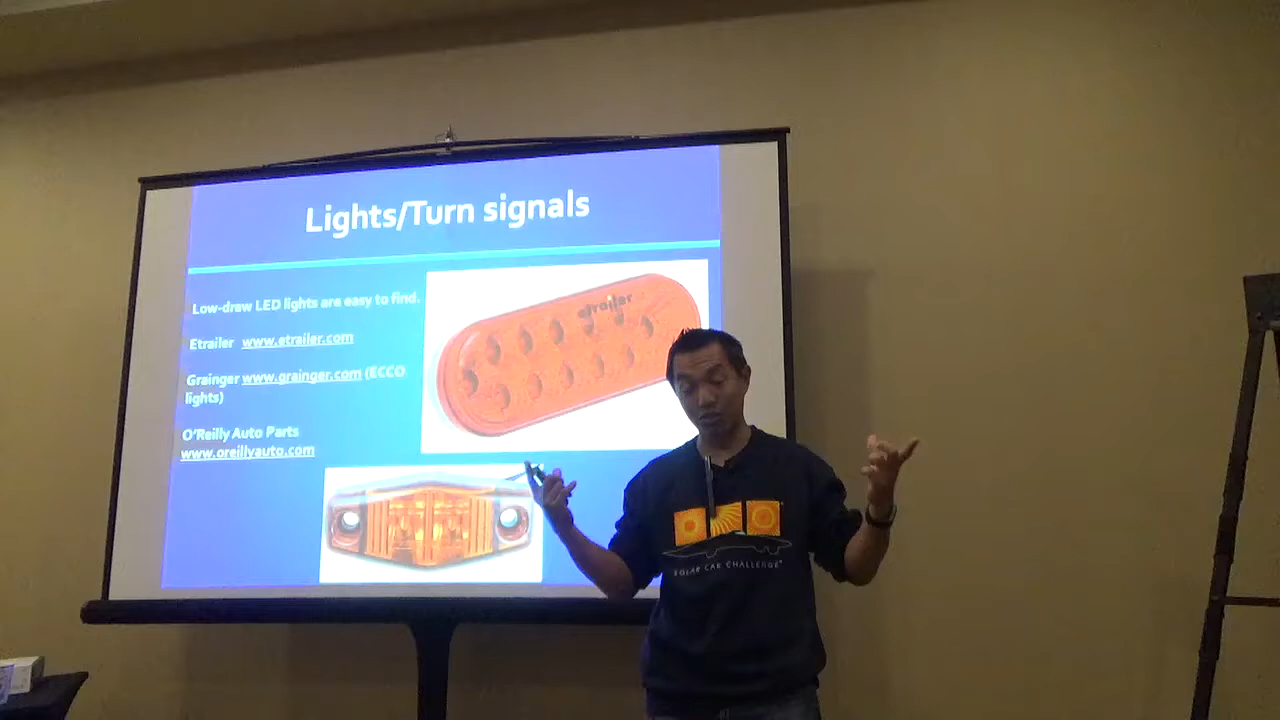 Lights/Turn signals
Low-draw LED lights are easy to find.
Etrailer www.etrailer.com
Grainger www.grainger.com (ECCO
lights)
O'Reilly Auto Parts
www.oreillyauto.com
etrailer
SOLAR CAR CHALLENGE